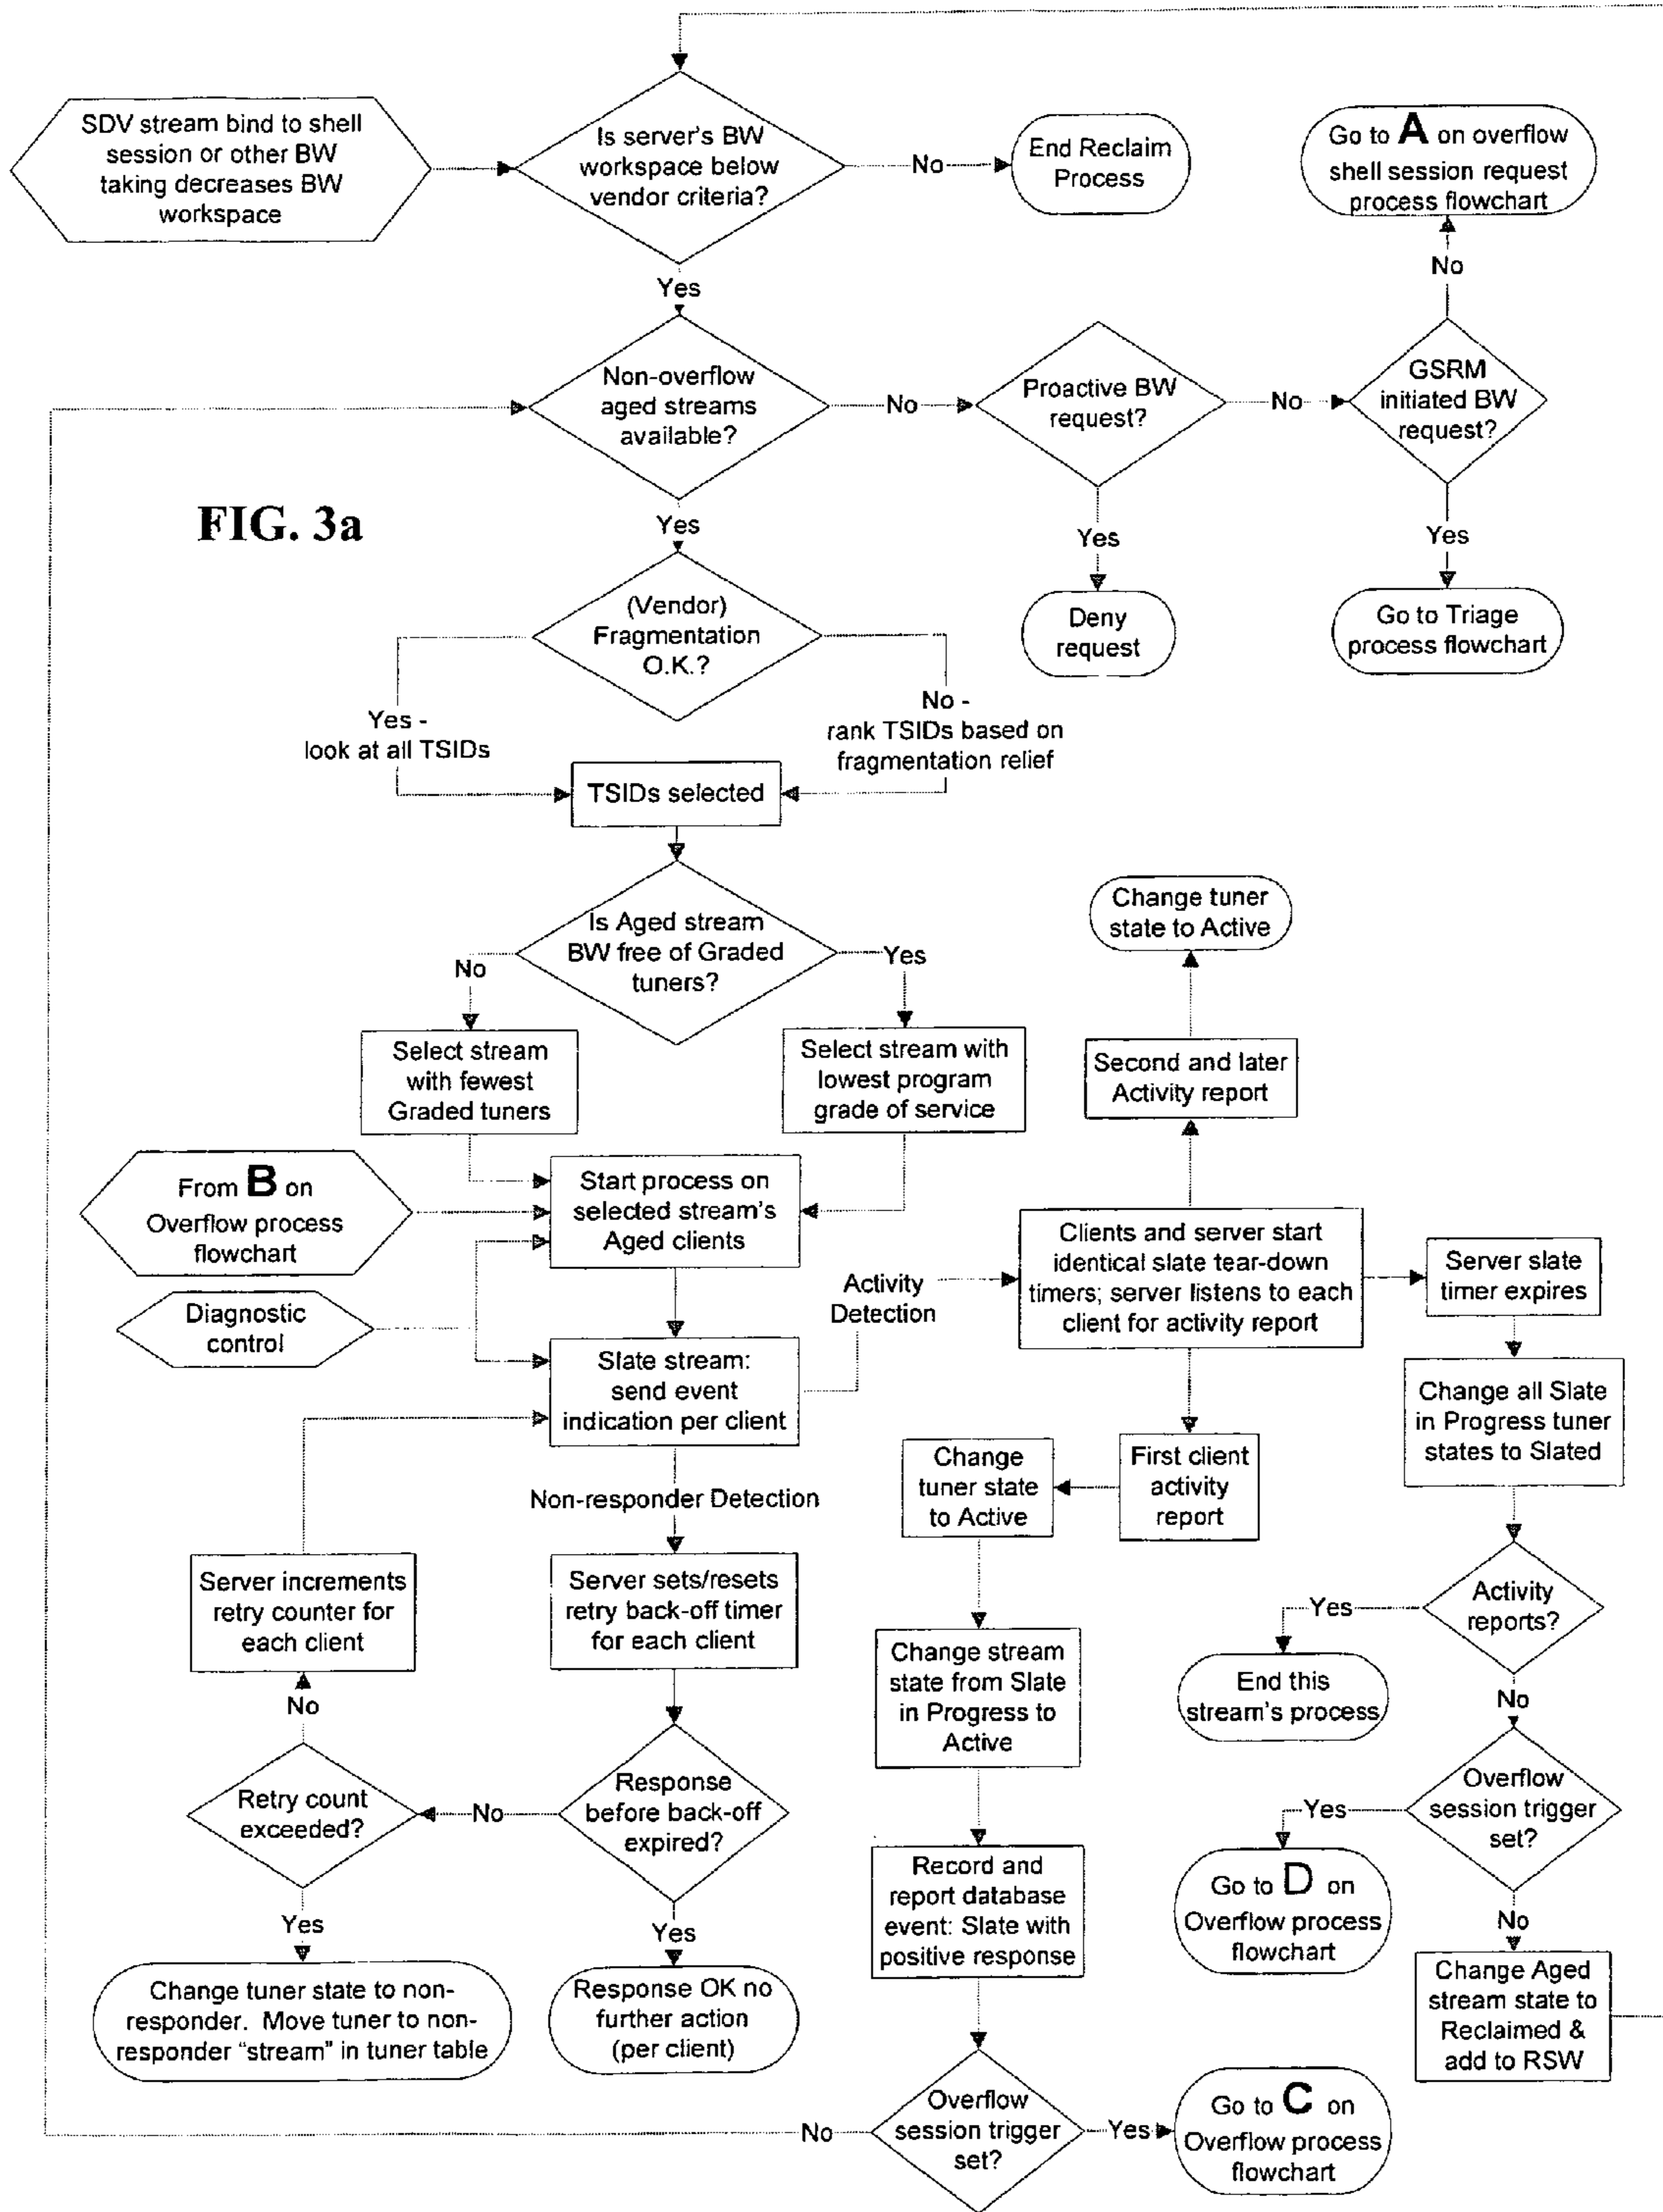 SDV stream bind to shell
session or other BW
taking decreases BW
workspace
Is server's BW
workspace below
vendor criteria?
No
End Reclaim
Process
Go to A on overflow
shell session request
process flowchart
No
Yes
Non-overflow
aged streams
available?
No
Proactive BW
request?
No
GSRM
initiated BW
request?
FIG. 3a
Yes
Yes
Yes
Deny
request
Go to Triage
process flowchart
(Vendor)
Fragmentation
O.K.?
Yes -
look at all TSIDs
No -
rank TSIDs based on
fragmentation relief
TSIDs selected
Is Aged stream
BW free of Graded
tuners?
No
Yes
Change tuner
state to Active
Select stream
with fewest
Graded tuners
Select stream with
lowest program
grade of service
Second and later
Activity report
From B on
Overflow process
flowchart
Start process on
selected stream's
Aged clients
Diagnostic
control
Activity
Detection
Clients and server start
identical slate tear-down
timers; server listens to each
client for activity report
Server slate
timer expires
Slate stream:
send event
indication per client
Change all Slate
in Progress tuner
states to Slated
Change
tuner state
to Active
First client
activity
report
Non-responder Detection
Server increments
retry counter for
each client
Server sets/resets
retry back-off timer
for each client
Activity
reports?
Yes
No
Change stream
state from Slate
in Progress to
Active
End this
stream's process
No
Retry count
exceeded?
No
Response
before back-off
expired?
Overflow
session trigger
set?
Yes
No
Record and
report database
event: Slate with
positive response
Go to D on
Overflow process
flowchart
Yes
Yes
Change tuner state to non-
responder. Move tuner to non-
responder "stream" in tuner table
Response OK no
further action
(per client)
Change Aged
stream state to
Reclaimed &
add to RSW
No
Overflow
session trigger
set?
Yes
Go to C on
Overflow process
flowchart